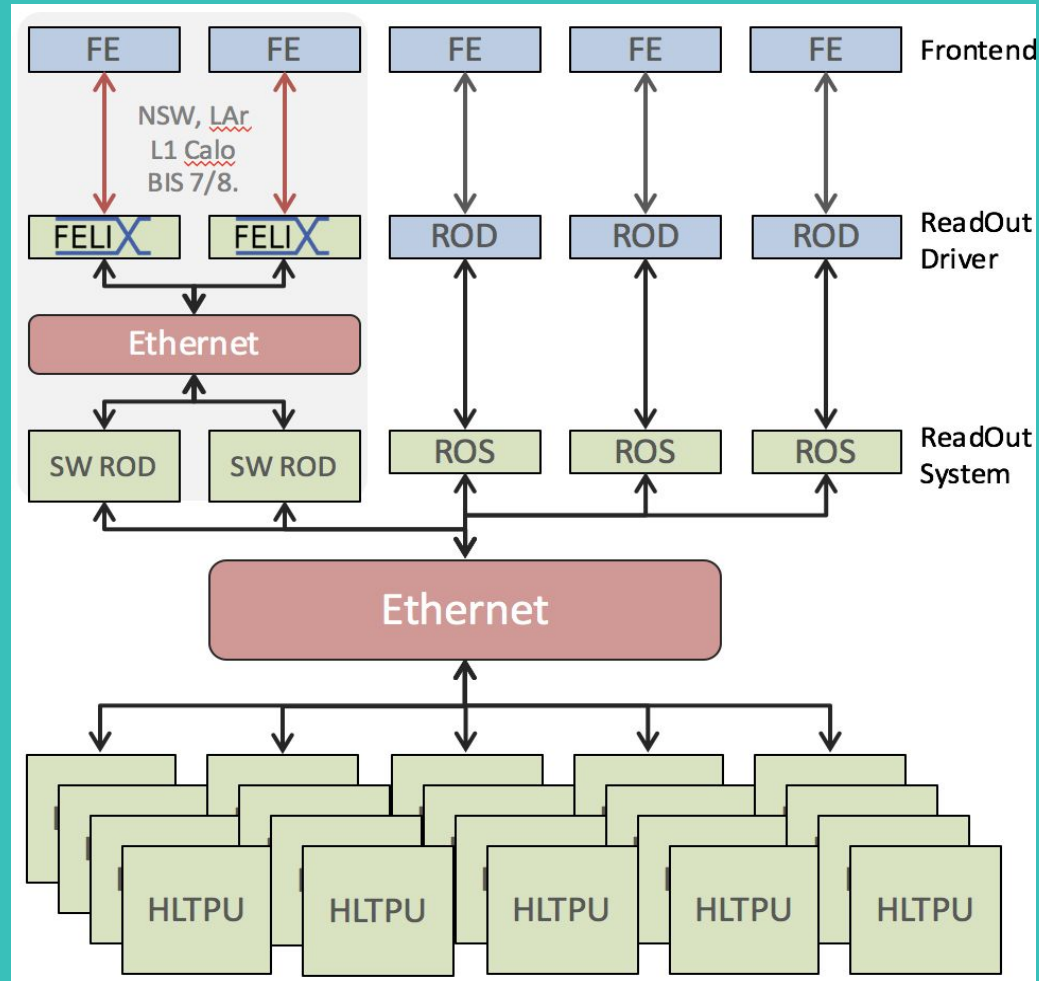 FE FE FE FE FE Frontend
NSW, LAr
L1 Calo
BIS 7/8.
FELIX FELIX ROD ROD ROD ReadOut
Driver
Ethernet
SW ROD SW ROD ROS ROS ROS ReadOut
System
Ethernet
HLTPU HLTPU HLTPU HLTPU HLTPU